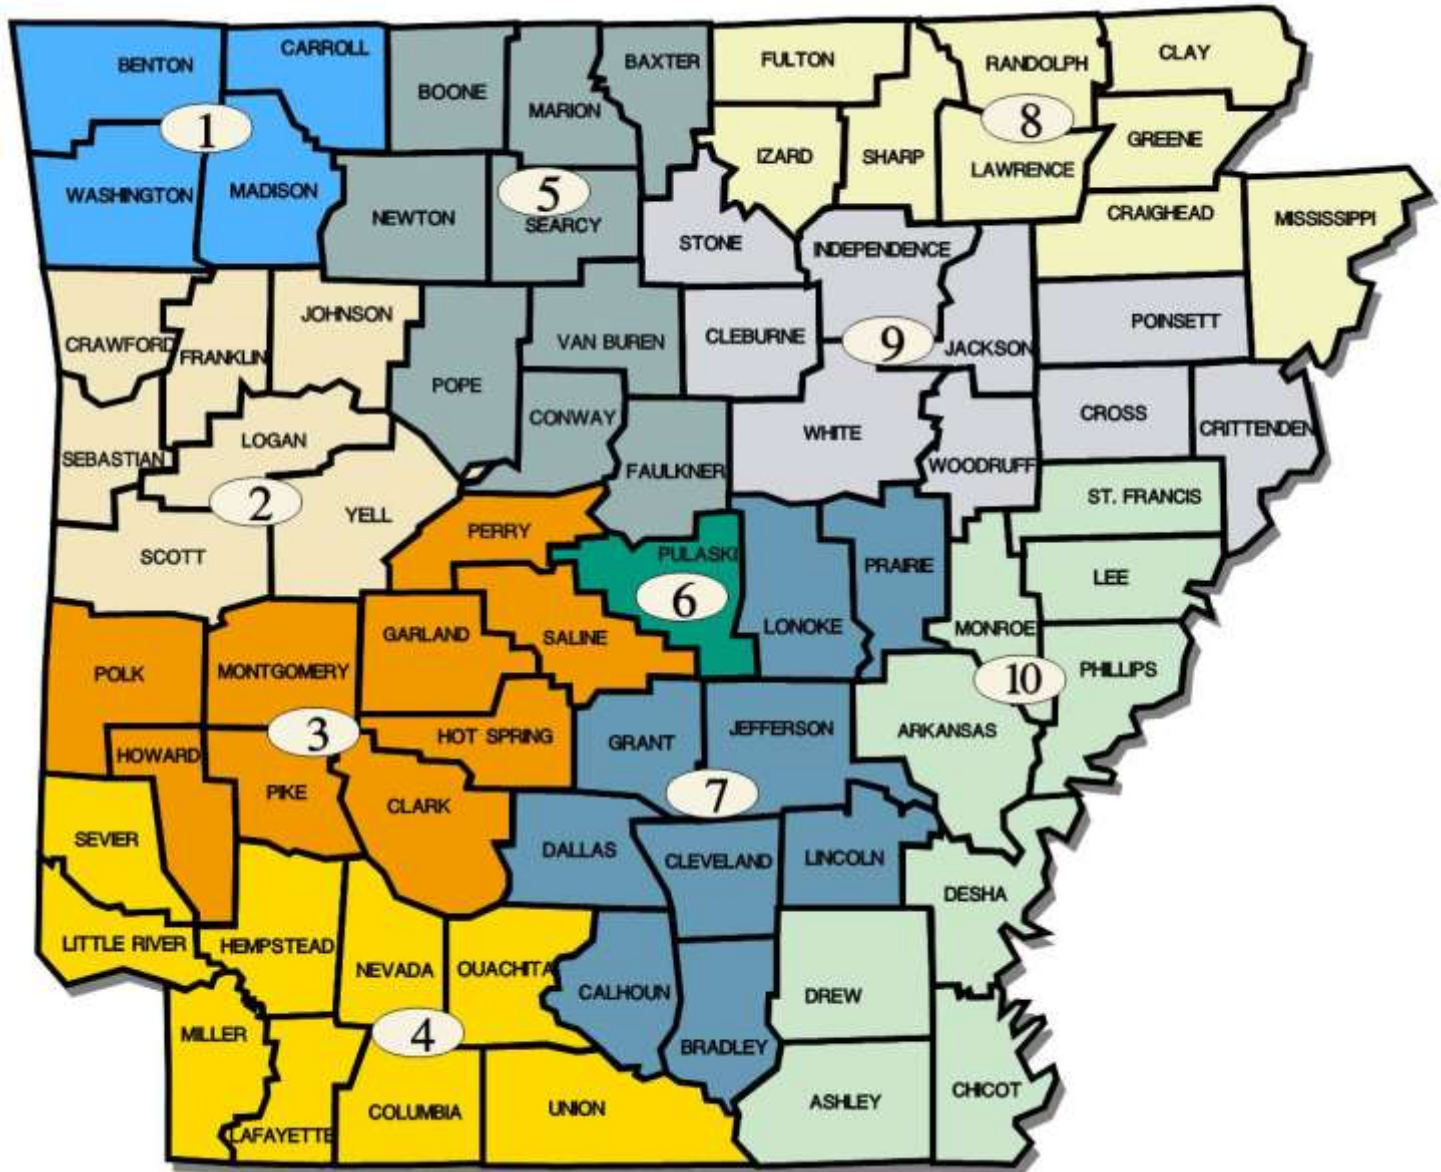 BENTON
CARROLL
BOONE
MARION
BAXTER
FULTON
RANDOLPH
CLAY
1
8
WASHINGTON
MADISON
NEWTON
5
SEARCY
IZARD
SHARP
LAWRENCE
GREENE
STONE
INDEPENDENCE
CRAIGHEAD
MISSISSIPPI
CRAWFORD
FRANKLIN
JOHNSON
POPE
VAN BUREN
CLEBURNE
9
JACKSON
POINSETT
SEBASTIAN
LOGAN
CONWAY
FAULKNER
WHITE
WOODRUFF
CROSS
CRITTENDEN
2
YELL
SCOTT
PERRY
PULASKI
6
PRAIRIE
ST. FRANCIS
LEE
POLK
MONTGOMERY
GARLAND
SALINE
LONOKE
MONROE
10
PHILLIPS
HOWARD
3
HOT SPRING
GRANT
JEFFERSON
ARKANSAS
PIKE
CLARK
7
SEVIER
DALLAS
CLEVELAND
LINCOLN
DESHA
LITTLE RIVER
HEMPSTEAD
NEVADA
OUACHITA
CALHOUN
DREW
MILLER
4
BRADLEY
LAFAYETTE
COLUMBIA
UNION
ASHLEY
CHICOT